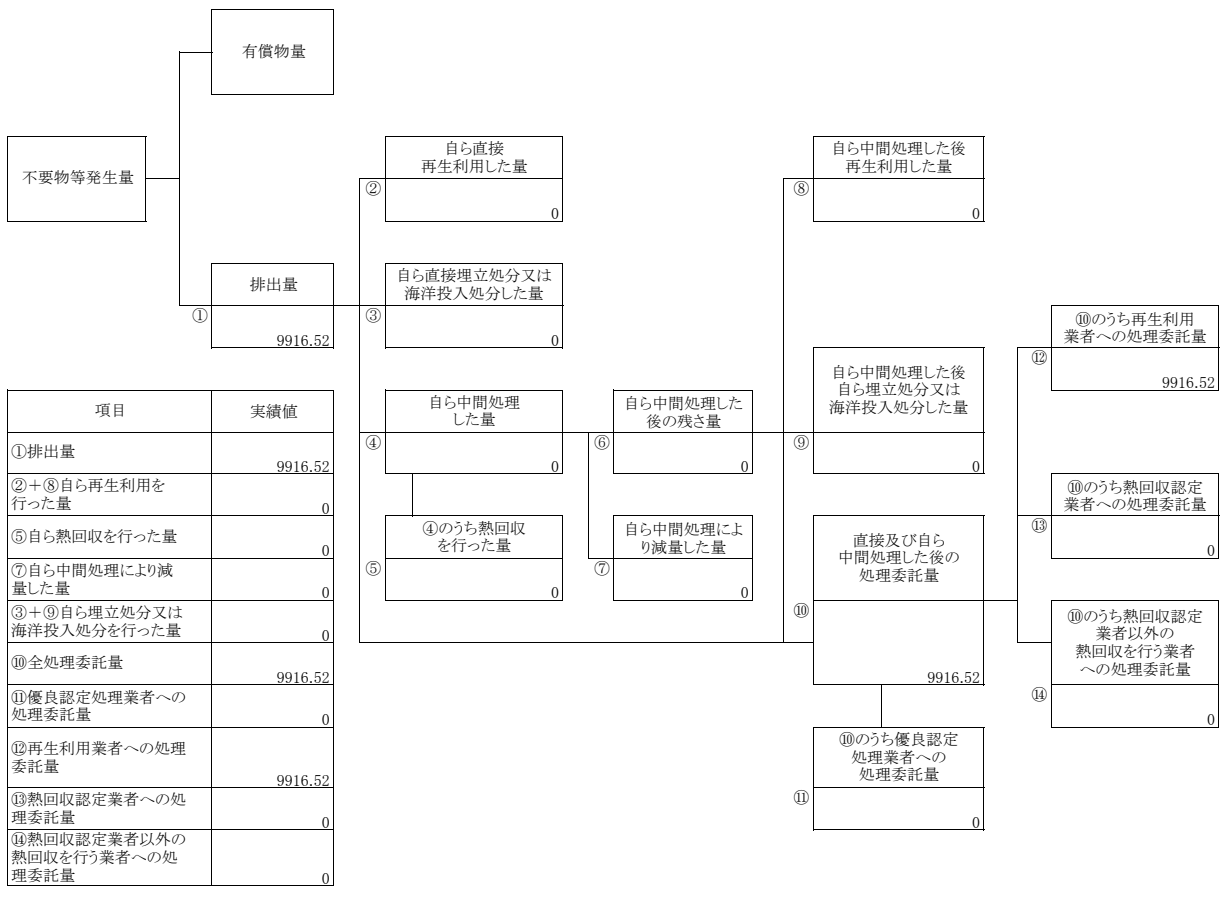 有償物量
不要物等発生量
排出量
①
9916.52
自ら直接
再生利用した量
②
0
自ら直接埋立処分又は
海洋投入処分した量
③
0
自ら中間処理
した量
④
0
④のうち熱回収
を行った量
⑤
0
自ら中間処理した
後の残さ量
⑥
0
自ら中間処理によ
り減量した量
⑦
0
自ら中間処理した後
再生利用した量
⑧
0
自ら中間処理した後
自ら埋立処分又は
海洋投入処分した量
⑨
0
直接及び自ら
中間処理した後の
処理委託量
⑩
9916.52
⑩のうち優良認定
処理業者への
処理委託量
⑪
0
⑩のうち再生利用
業者への処理委託量
⑫
9916.52
⑩のうち熱回収認定
業者への処理委託量
⑬
0
⑩のうち熱回収認定
業者以外の
熱回収を行う業者
への処理委託量
⑭
0
項目 実績値
①排出量
9916.52
②＋⑧自ら再生利用を
行った量
0
⑤自ら熱回収を行った量
0
⑦自ら中間処理により減
量した量
0
③＋⑨自ら埋立処分又は
海洋投入処分を行った量
0
⑩全処理委託量
9916.52
⑪優良認定処理業者への
処理委託量
0
⑫再生利用業者への処理
委託量
9916.52
⑬熱回収認定業者への処
理委託量
0
⑭熱回収認定業者以外の
熱回収を行う業者への処
理委託量
0